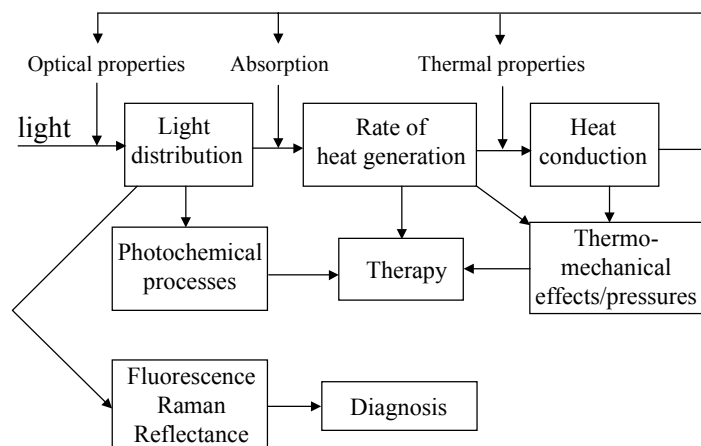 Optical properties
Absorption
Thermal properties
light
Light
distribution
Rate of
heat generation
Heat
conduction
Photochemical
processes
Therapy
Thermo-
mechanical
effects/pressures
Fluorescence
Raman
Reflectance
Diagnosis